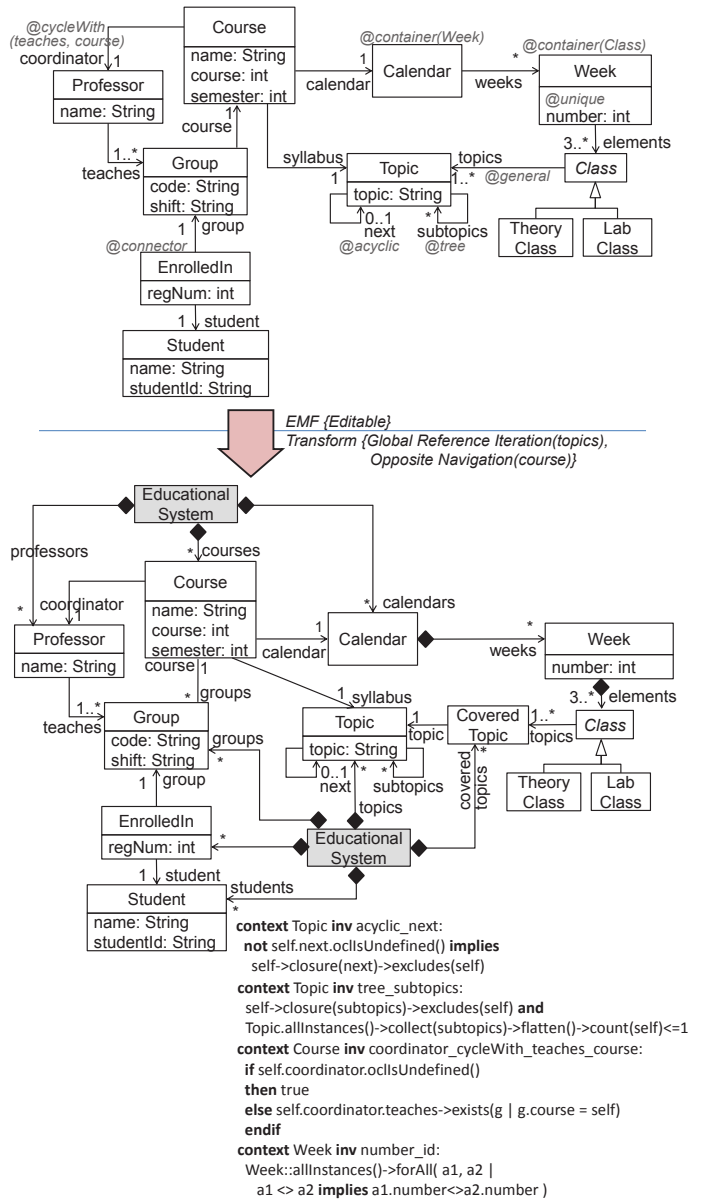 @cycleWith
(teaches, course)
coordinator
1
Course
name: String
course: int
semester: int
@container(Week)
1
calendar
Calendar
*
weeks
@container(Class)
Week
@unique
number: int
Professor
name: String
1
course
1..*
teaches
Group
code: String
shift: String
syllabus
1
Topic
topic: String
topics
1..*
@general
3..*
elements
Class
0..1
next
@acyclic
*
subtopics
@tree
Theory
Class
Lab
Class
1
group
@connector
EnrolledIn
regNum: int
1
student
Student
name: String
studentId: String
EMF {Editable}
Transform {Global Reference Iteration(topics),
Opposite Navigation(course)}
Educational
System
professors
*
courses
*
coordinator
1
Course
name: String
course: int
semester: int
*
calendars
1
calendar
Calendar
*
weeks
Week
number: int
*
Professor
name: String
course
1
groups
*
1..*
teaches
Group
code: String
shift: String
groups
*
1
syllabus
Topic
topic: String
1
topic
Covered
Topic
1..*
topics
3..*
elements
Class
0..1
next
*
topics
*
subtopics
covered
topics
*
Theory
Class
Lab
Class
1
group
EnrolledIn
regNum: int
*
Educational
System
1
student
students
*
Student
name: String
studentId: String
context Topic inv acyclic_next:
not self.next.oclIsUndefined() implies
self->closure(next)->excludes(self)
context Topic inv tree_subtopics:
self->closure(subtopics)->excludes(self) and
Topic.allInstances()->collect(subtopics)->flatten()->count(self)<=1
context Course inv coordinator_cycleWith_teaches_course:
if self.coordinator.oclIsUndefined()
then true
else self.coordinator.teaches->exists(g | g.course = self)
endif
context Week inv number_id:
Week::allInstances()->forAll( a1, a2 |
a1 <> a2 implies a1.number<>a2.number )